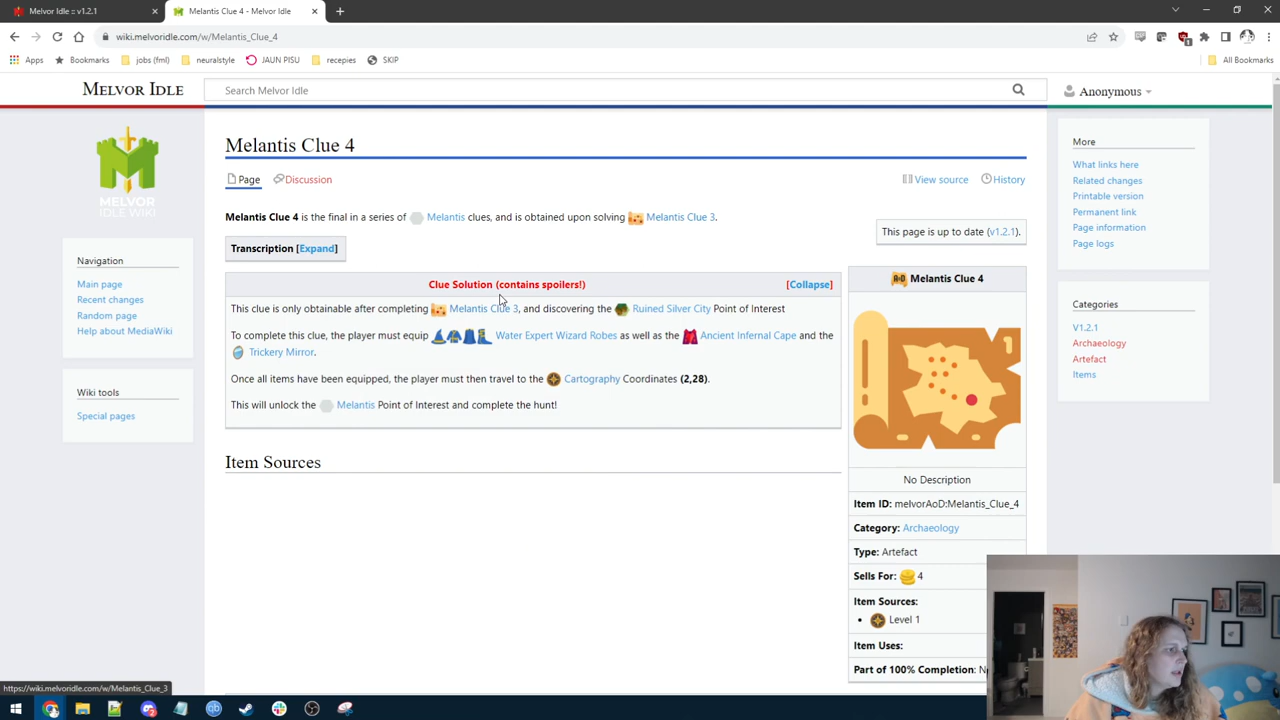 Melvor Idle :: v1.2.1
Melantis Clue 4 - Melvor Idle
wiki.melvoridle.com/w/Melantis_Clue_4
Apps
Bookmarks
jobs (fml)
neuralstyle
JAUN PISU
recepies
SKIP
All Bookmarks
MELVOR IDLE
Search Melvor Idle
Anonymous
MELVOR
IDLE WIKI
Navigation
Main page
Recent changes
Random page
Help about MediaWiki
Wiki tools
Special pages
Melantis Clue 4
Page
Discussion
View source
History
Melantis Clue 4 is the final in a series of Melantis clues, and is obtained upon solving Melantis Clue 3.
This page is up to date (v1.2.1).
Transcription [Expand]
Clue Solution (contains spoilers!)
[Collapse]
This clue is only obtainable after completing Melantis Clue 3, and discovering the Ruined Silver City Point of Interest
To complete this clue, the player must equip Water Expert Wizard Robes as well as the Ancient Infernal Cape and the
Trickery Mirror.
Once all items have been equipped, the player must then travel to the Cartography Coordinates (2,28).
This will unlock the Melantis Point of Interest and complete the hunt!
Item Sources
Melantis Clue 4
No Description
Item ID: melvorAoD:Melantis_Clue_4
Category: Archaeology
Type: Artefact
Sells For: 4
Item Sources:
• Level 1
Item Uses:
Part of 100% Completion:
More
What links here
Related changes
Printable version
Permanent link
Page information
Page logs
Categories
V1.2.1
Archaeology
Artefact
Items
https://wiki.melvoridle.com/w/Melantis_Clue_3